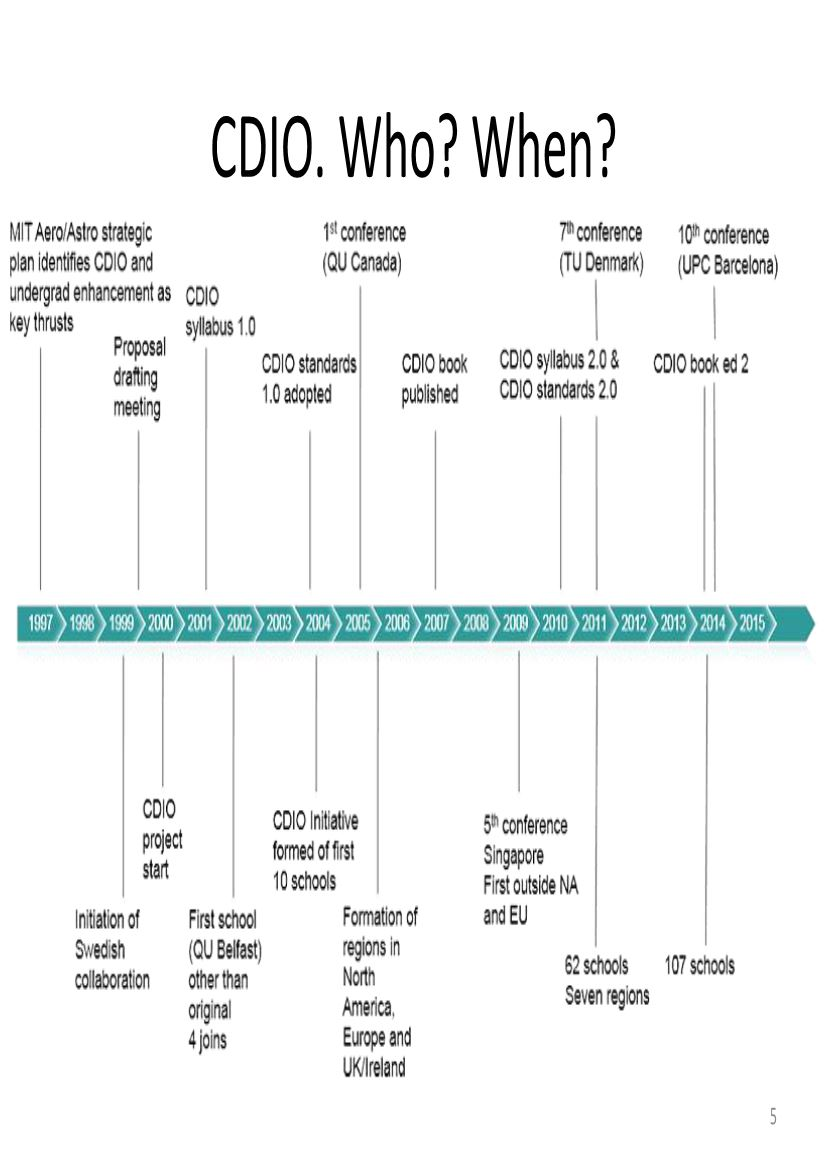 CDIO. Who? When?
MIT Aero/Astro strategic
plan identifies CDIO and
undergrad enhancement as
key thrusts
Proposal
drafting
meeting
CDIO
syllabus 1.0
CDIO standards
1.0 adopted
1st conference
(QU Canada)
CDIO book
published
CDIO syllabus 2.0 &
CDIO standards 2.0
7th conference
(TU Denmark)
CDIO book ed 2
10th conference
(UPC Barcelona)
1997 1998 1999 2000 2001 2002 2003 2004 2005 2006 2007 2008 2009 2010 2011 2012 2013 2014 2015
Initiation of
Swedish
collaboration
CDIO
project
start
First school
(QU Belfast)
other than
original
4 joins
CDIO Initiative
formed of first
10 schools
Formation of
regions in
North
America,
Europe and
UK/Ireland
5th conference
Singapore
First outside NA
and EU
62 schools
Seven regions
107 schools
5